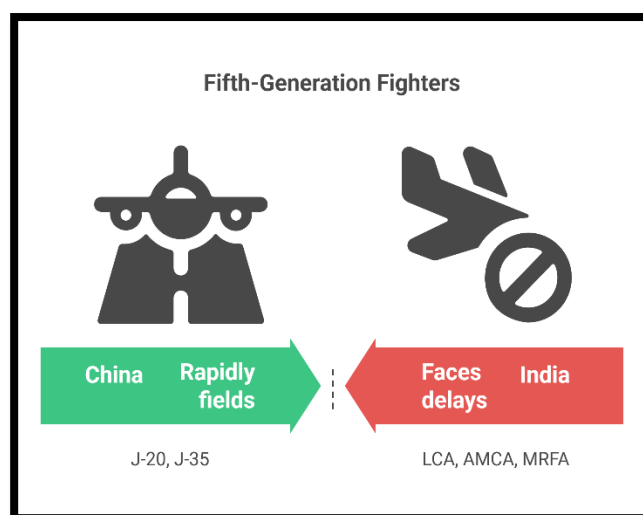 Fifth-Generation Fighters
China
Rapidly
fields
Faces
delays
India
J-20, J-35
LCA, AMCA, MRFA